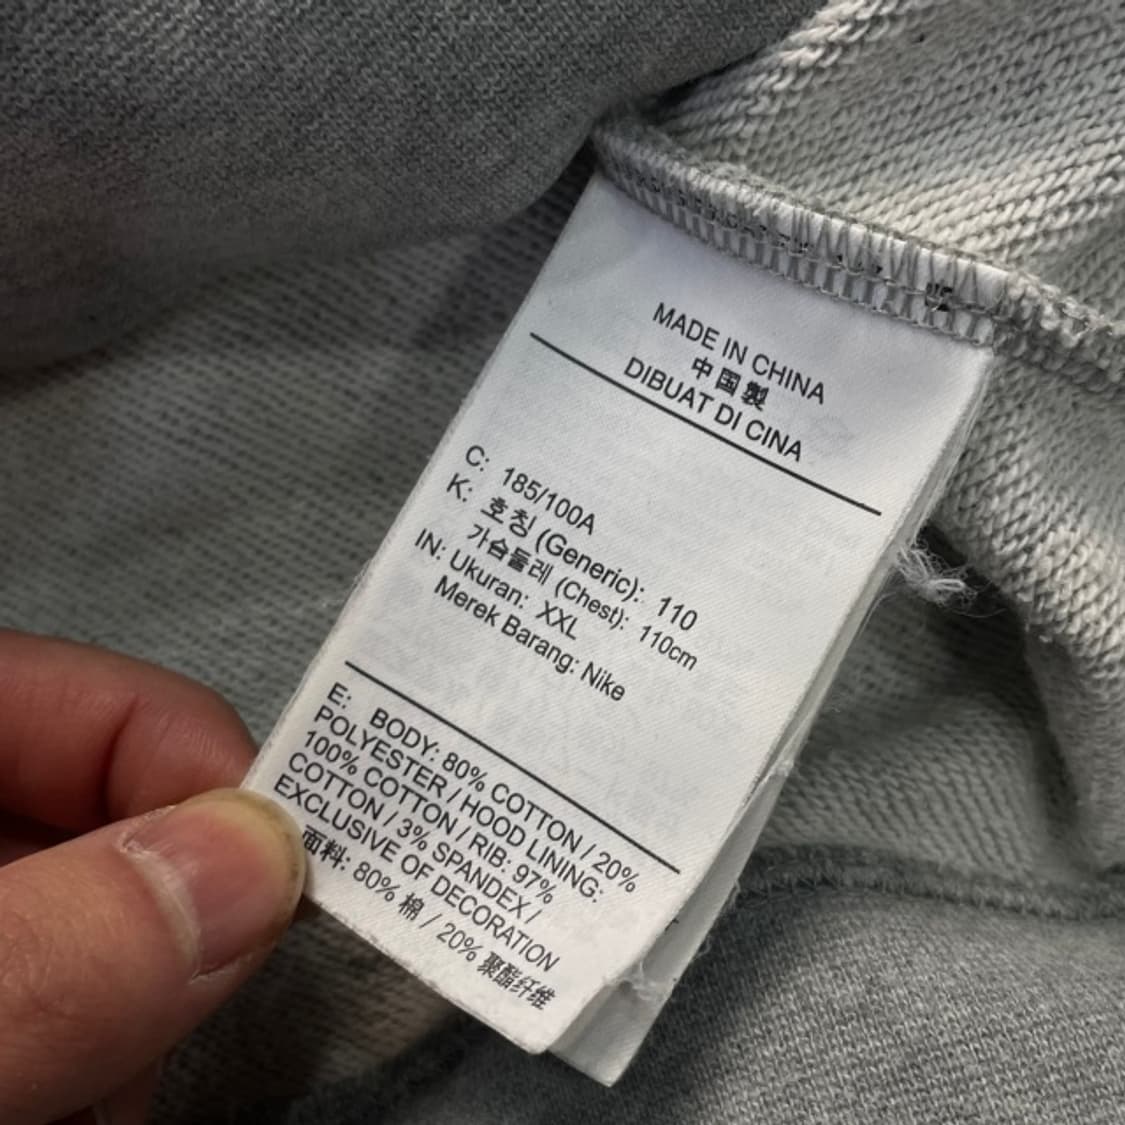 MADE IN CHINA
中国製
DIBUAT DI CINA
C: 185/100A
K: 호칭 (Generic): 110
가슴둘레 (Chest): 110cm
IN: Ukuran: XXL
Merek Barang: Nike
E: BODY: 80% COTTON / 20%
POLYESTER / HOOD LINING:
100% COTTON / RIB: 97%
COTTON / 3% SPANDEX /
EXCLUSIVE OF DECORATION
面料: 80% 棉 / 20% 聚酯纤维